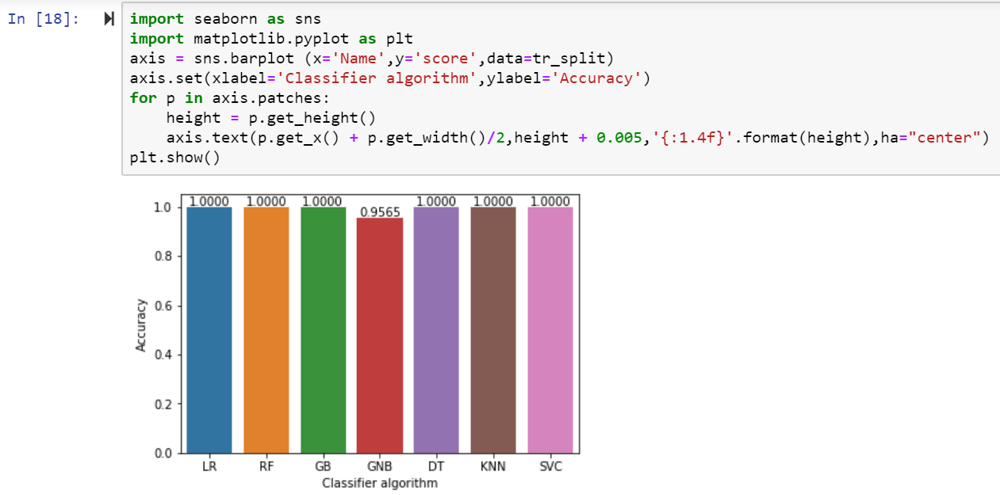 In [18]:
import seaborn as sns
import matplotlib.pyplot as plt
axis = sns.barplot (x='Name',y='score',data=tr_split)
axis.set(xlabel='Classifier algorithm',ylabel='Accuracy')
for p in axis.patches:
    height = p.get_height()
    axis.text(p.get_x() + p.get_width()/2,height + 0.005,'{:1.4f}'.format(height),ha="center")
plt.show()
1.0000 1.0000 1.0000 0.9565 1.0000 1.0000 1.0000
1.0
0.8
0.6
0.4
0.2
0.0
Accuracy
LR RF GB GNB DT KNN SVC
Classifier algorithm